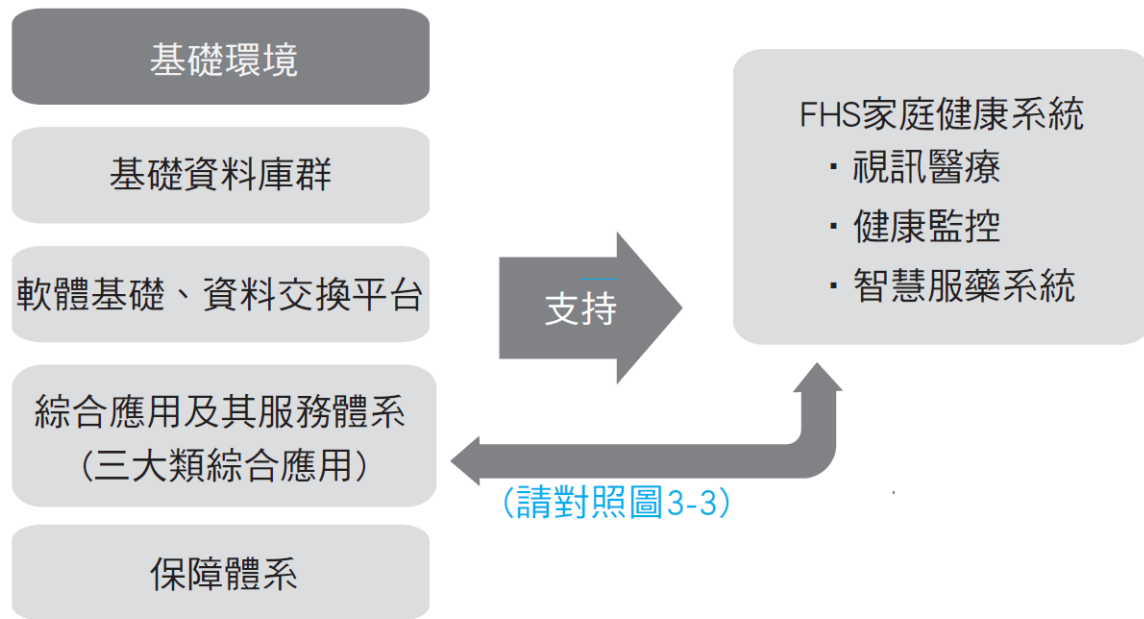 基礎環境
基礎資料庫群
軟體基礎、資料交換平台
綜合應用及其服務體系
(三大類綜合應用)
保障體系
支持
(請對照圖3-3)
FHS家庭健康系統
・視訊醫療
・健康監控
・智慧服藥系統